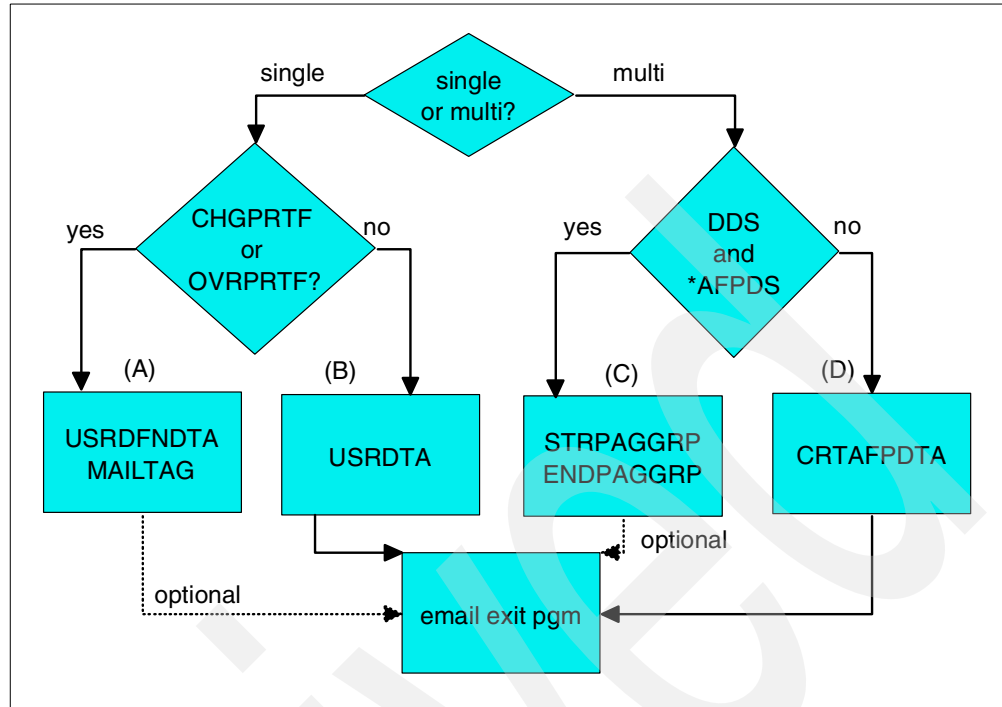 single
multi
single
or multi?
yes
CHGPRTF
or
OVRPRTF?
no
yes
DDS
and
*AFPDS
no
(A)
(B)
(C)
(D)
USRDFNDTA
MAILTAG
USRDTA
STRPAGGRP
ENDPAGGRP
CRTAFPDTA
optional
optional
email exit pgm